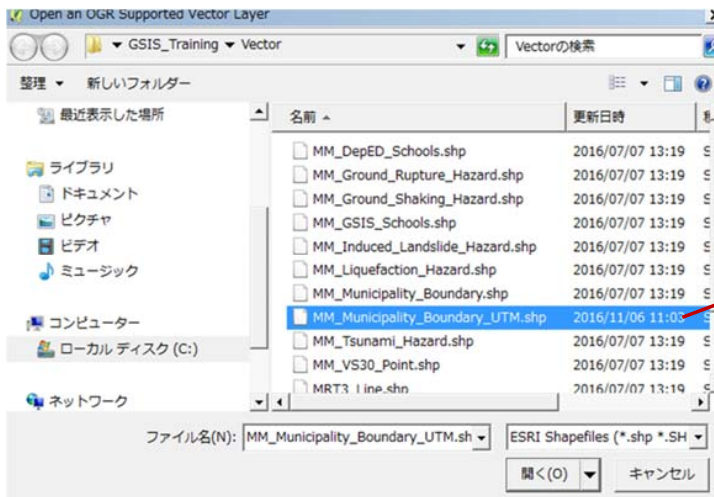 Open an OGR Supported Vector Layer
GSIS_Training Vector Vectorの検索
整理 新しいフォルダー
最近表示した場所
ライブラリ
ドキュメント
ピクチャ
ビデオ
ミュージック
コンピューター
ローカル ディスク (C:)
ネットワーク
名前 更新日時
MM_DepED_Schools.shp 2016/07/07 13:19 S
MM_Ground_Rupture_Hazard.shp 2016/07/07 13:19 S
MM_Ground_Shaking_Hazard.shp 2016/07/07 13:19 S
MM_GSIS_Schools.shp 2016/07/07 13:19 S
MM_Induced_Landslide_Hazard.shp 2016/07/07 13:19 S
MM_Liquefaction_Hazard.shp 2016/07/07 13:19 S
MM_Municipality_Boundary.shp 2016/07/07 13:19 S
MM_Municipality_Boundary_UTM.shp 2016/11/06 11:03 S
MM_Tsunami_Hazard.shp 2016/07/07 13:19 S
MM_VS30_Point.shp 2016/07/07 13:19 S
MRT3_Line.shp 2016/07/07 13:19 S
ファイル名(N): MM_Municipality_Boundary_UTM.sh ESRI Shapefiles (*.shp *.SH
開く(O) キャンセル